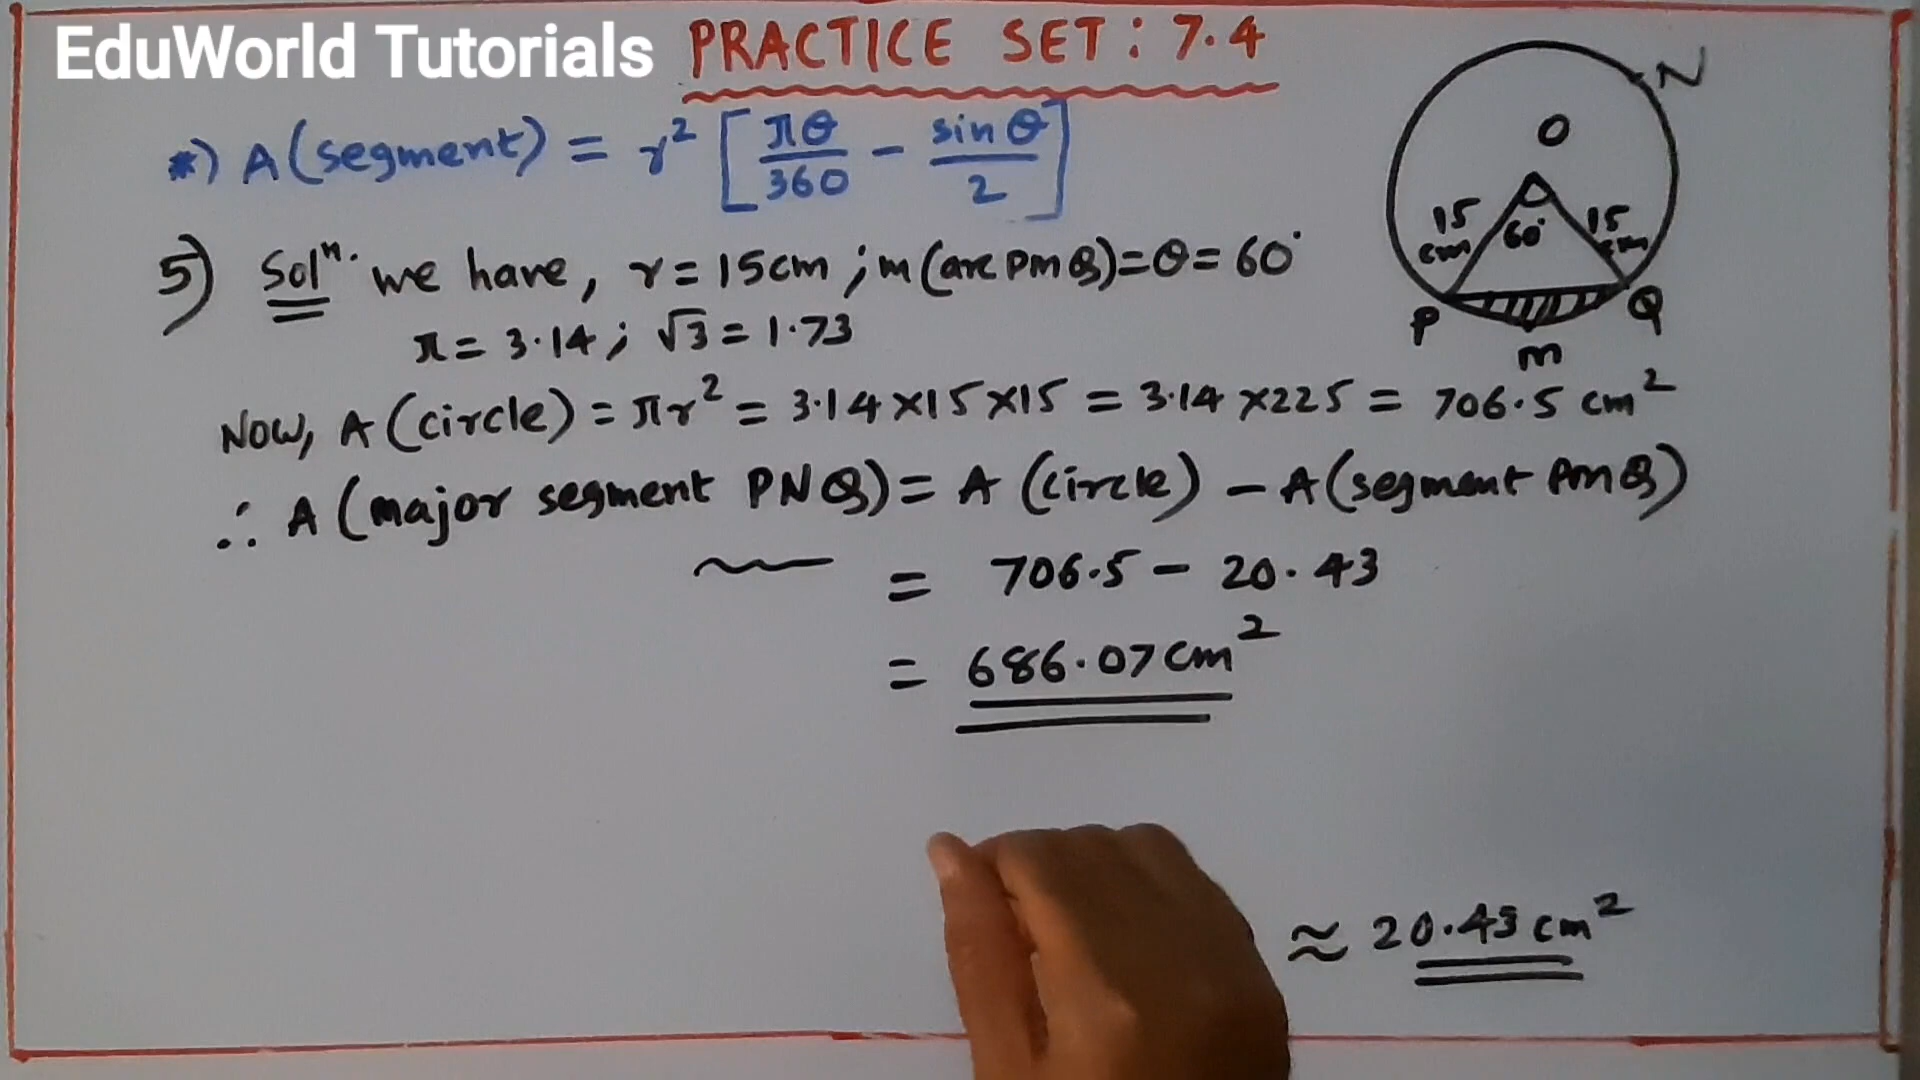 EduWorld Tutorials PRACTICE SET: 7.4
*) A(segment) = r² [πθ/360 - sinθ/2]
N
O
15 cm 60° 15 cm
P Q
m
5) Solⁿ. we have, r = 15cm ; m(arc PmQ) = θ = 60°
π = 3.14 ; √3 = 1.73
NOW, A(circle) = πr² = 3.14 × 15 × 15 = 3.14 × 225 = 706.5 cm²
∴ A(major segment PNQ) = A(circle) - A(segment PmQ)
= 706.5 - 20.43
= 686.07 cm²
≈ 20.43 cm²